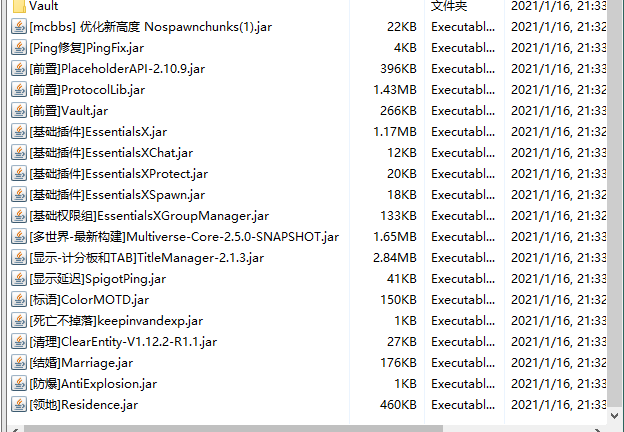 Vault 文件夹 2021/1/16, 21:33
[mcbbs] 优化新高度 Nospawnchunks(1).jar 22KB Executabl... 2021/1/16, 21:32
[Ping修复]PingFix.jar 4KB Executabl... 2021/1/16, 21:33
[前置]PlaceholderAPI-2.10.9.jar 396KB Executabl... 2021/1/16, 21:33
[前置]ProtocolLib.jar 1.43MB Executabl... 2021/1/16, 21:33
[前置]Vault.jar 266KB Executabl... 2021/1/16, 21:33
[基础插件]EssentialsX.jar 1.17MB Executabl... 2021/1/16, 21:32
[基础插件]EssentialsXChat.jar 12KB Executabl... 2021/1/16, 21:32
[基础插件]EssentialsXProtect.jar 20KB Executabl... 2021/1/16, 21:32
[基础插件]EssentialsXSpawn.jar 18KB Executabl... 2021/1/16, 21:32
[基础权限组]EssentialsXGroupManager.jar 133KB Executabl... 2021/1/16, 21:32
[多世界-最新构建]Multiverse-Core-2.5.0-SNAPSHOT.jar 1.65MB Executabl... 2021/1/16, 21:32
[显示-计分板和TAB]TitleManager-2.1.3.jar 2.84MB Executabl... 2021/1/16, 21:33
[显示延迟]SpigotPing.jar 41KB Executabl... 2021/1/16, 21:33
[标语]ColorMOTD.jar 150KB Executabl... 2021/1/16, 21:32
[死亡不掉落]keepinvandexp.jar 1KB Executabl... 2021/1/16, 21:33
[清理]ClearEntity-V1.12.2-R1.1.jar 27KB Executabl... 2021/1/16, 21:33
[结婚]Marriage.jar 176KB Executabl... 2021/1/16, 21:32
[防爆]AntiExplosion.jar 1KB Executabl... 2021/1/16, 21:33
[领地]Residence.jar 460KB Executabl... 2021/1/16, 21:33